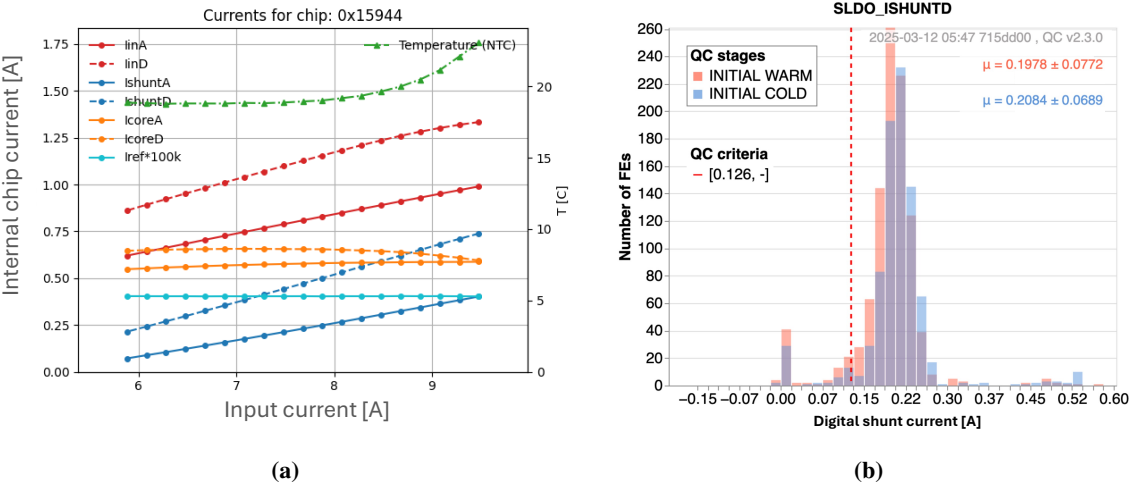 Currents for chip: 0x15944
Internal chip current [A]
1.75
1.50
1.25
1.00
0.75
0.50
0.25
0.00
IinA
IinD
IshuntA
IshuntD
IcoreA
IcoreD
Iref*100k
Temperature (NTC)
20
15
10
5
0
T [C]
6 7 8 9
Input current [A]
(a)
SLDO_ISHUNTD
2025-03-12 05:47 715dd00 , QC v2.3.0
μ = 0.1978 ± 0.0772
μ = 0.2084 ± 0.0689
QC stages
INITIAL WARM
INITIAL COLD
QC criteria
[0.126, -]
Number of FEs
260
240
220
200
180
160
140
120
100
80
60
40
20
0
−0.15 −0.07 0.00 0.07 0.15 0.22 0.30 0.37 0.45 0.52 0.60
Digital shunt current [A]
(b)